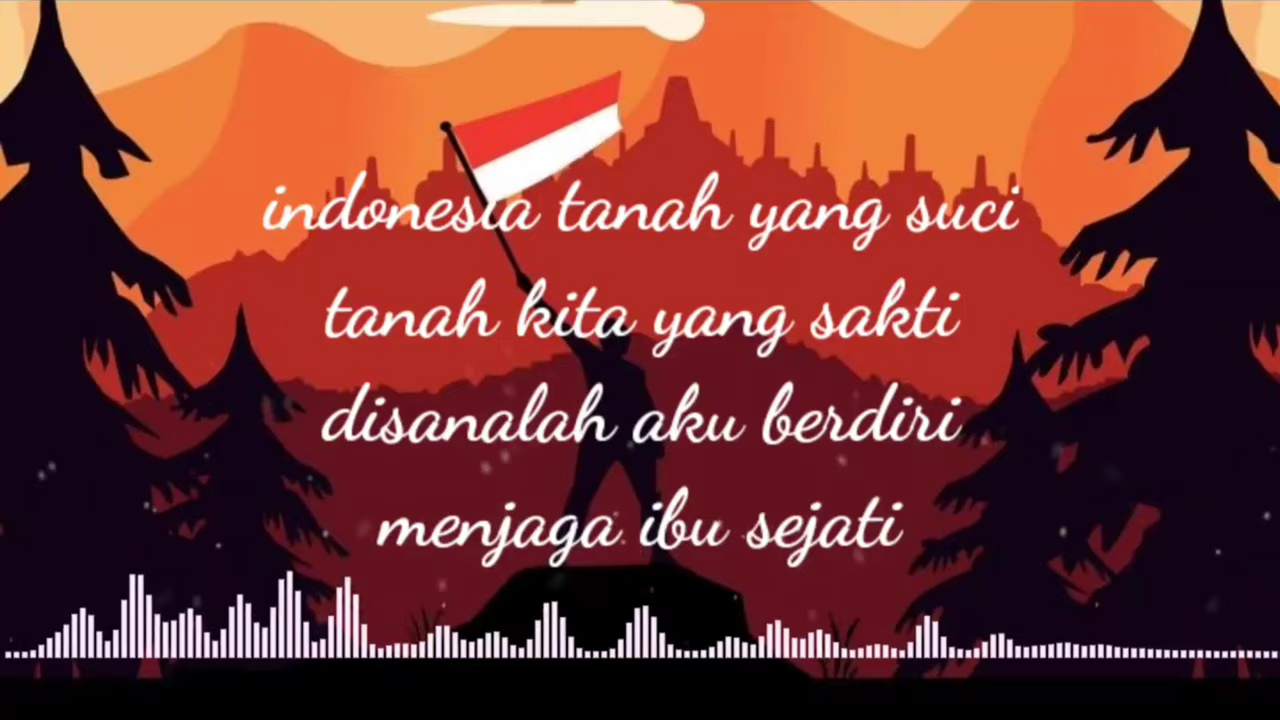 indonesia tanah yang suci
tanah kita yang sakti
disanalah aku berdiri
menjaga ibu sejati